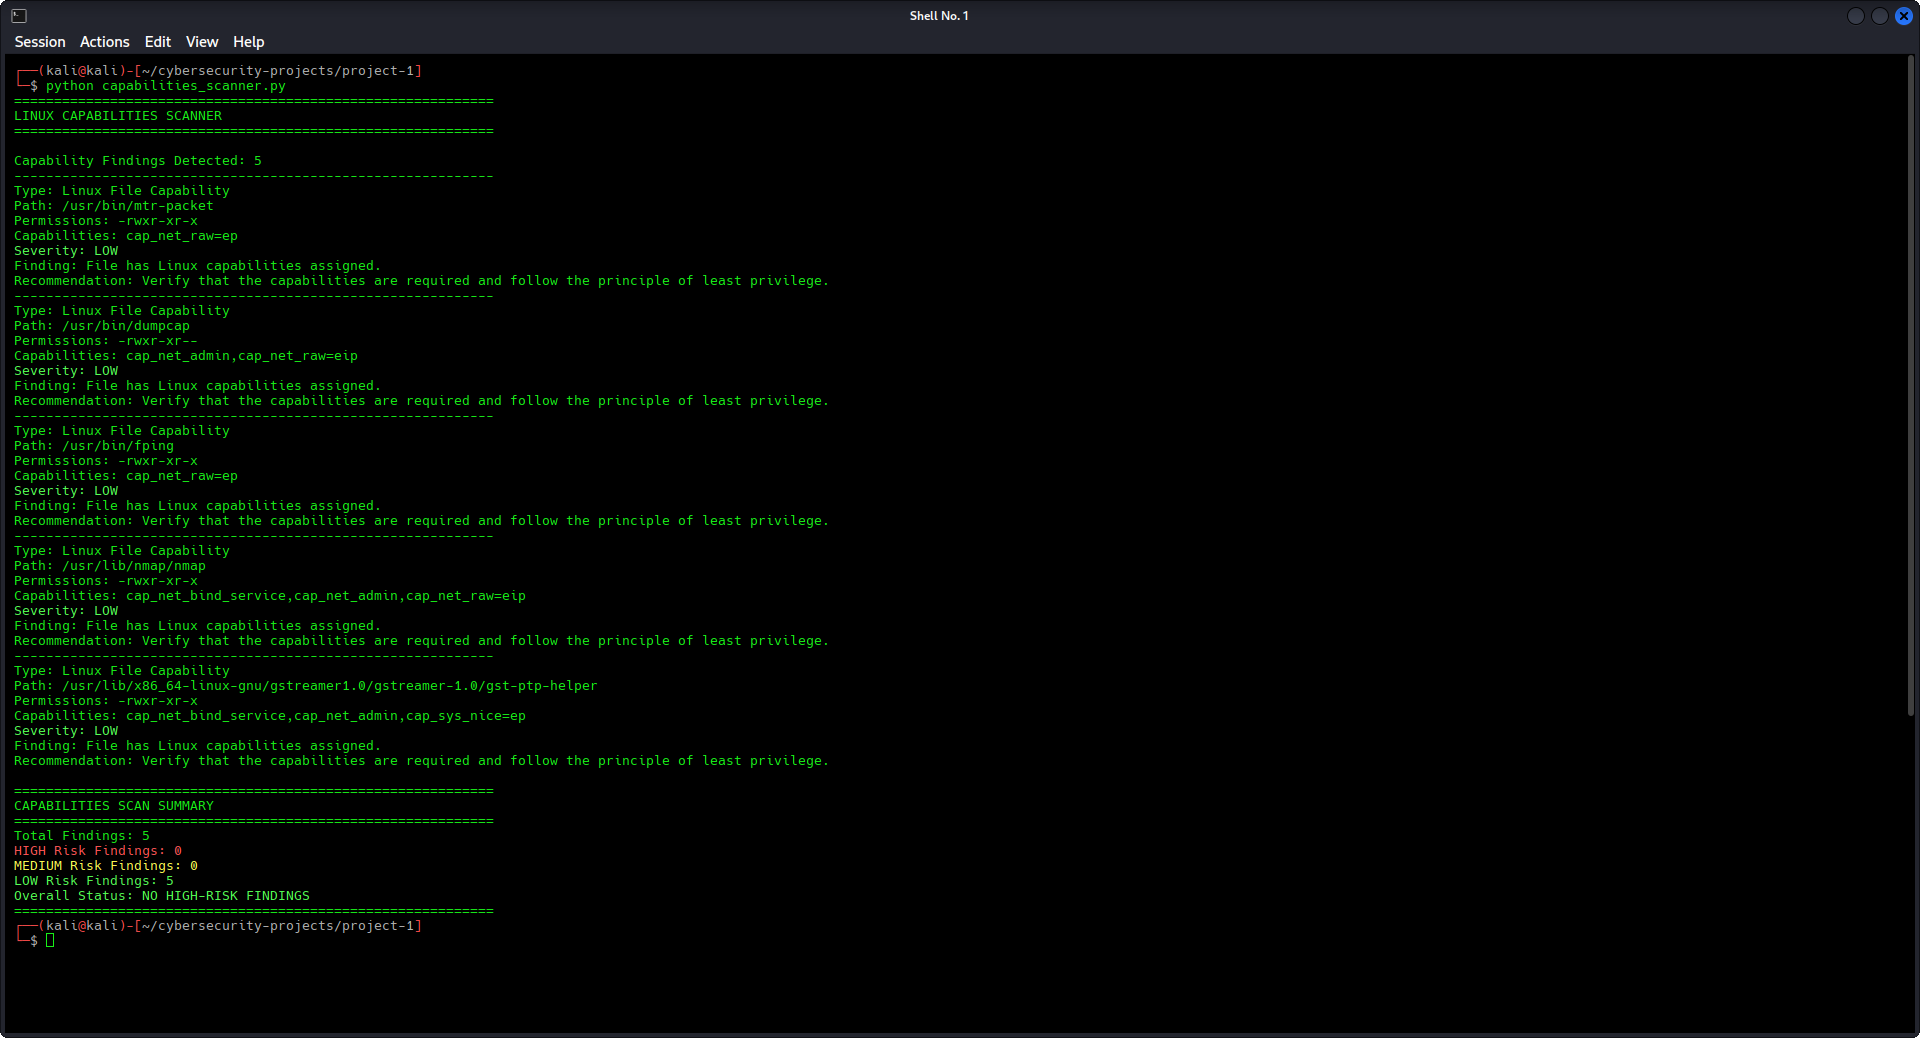 Shell No. 1
Session Actions Edit View Help
┌──(kali@kali)-[~/cybersecurity-projects/project-1]
└─$ python capabilities_scanner.py
============================================================
LINUX CAPABILITIES SCANNER
============================================================

Capability Findings Detected: 5
------------------------------------------------------------
Type: Linux File Capability
Path: /usr/bin/mtr-packet
Permissions: -rwxr-xr-x
Capabilities: cap_net_raw=ep
Severity: LOW
Finding: File has Linux capabilities assigned.
Recommendation: Verify that the capabilities are required and follow the principle of least privilege.
------------------------------------------------------------
Type: Linux File Capability
Path: /usr/bin/dumpcap
Permissions: -rwxr-xr--
Capabilities: cap_net_admin,cap_net_raw=eip
Severity: LOW
Finding: File has Linux capabilities assigned.
Recommendation: Verify that the capabilities are required and follow the principle of least privilege.
------------------------------------------------------------
Type: Linux File Capability
Path: /usr/bin/fping
Permissions: -rwxr-xr-x
Capabilities: cap_net_raw=ep
Severity: LOW
Finding: File has Linux capabilities assigned.
Recommendation: Verify that the capabilities are required and follow the principle of least privilege.
------------------------------------------------------------
Type: Linux File Capability
Path: /usr/lib/nmap/nmap
Permissions: -rwxr-xr-x
Capabilities: cap_net_bind_service,cap_net_admin,cap_net_raw=eip
Severity: LOW
Finding: File has Linux capabilities assigned.
Recommendation: Verify that the capabilities are required and follow the principle of least privilege.
------------------------------------------------------------
Type: Linux File Capability
Path: /usr/lib/x86_64-linux-gnu/gstreamer1.0/gstreamer-1.0/gst-ptp-helper
Permissions: -rwxr-xr-x
Capabilities: cap_net_bind_service,cap_net_admin,cap_sys_nice=ep
Severity: LOW
Finding: File has Linux capabilities assigned.
Recommendation: Verify that the capabilities are required and follow the principle of least privilege.

============================================================
CAPABILITIES SCAN SUMMARY
============================================================
Total Findings: 5
HIGH Risk Findings: 0
MEDIUM Risk Findings: 0
LOW Risk Findings: 5
Overall Status: NO HIGH-RISK FINDINGS
============================================================
┌──(kali@kali)-[~/cybersecurity-projects/project-1]
└─$